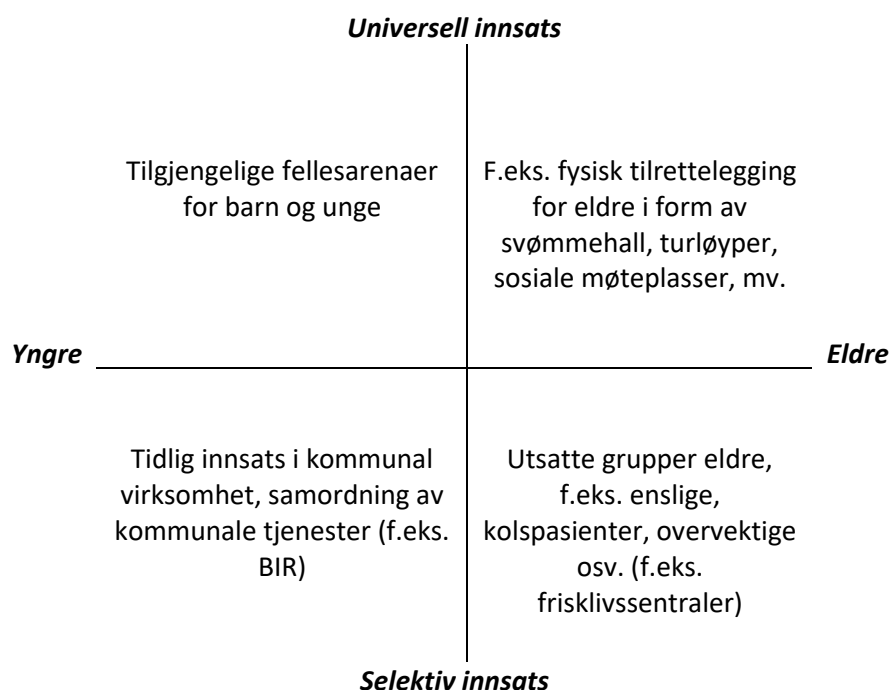 Universell innsats
Tilgjengelige fellesarenaer
for barn og unge
F.eks. fysisk tilrettelegging
for eldre i form av
svømmehall, turløyper,
sosiale møteplasser, mv.
Yngre
Eldre
Tidlig innsats i kommunal
virksomhet, samordning av
kommunale tjenester (f.eks.
BIR)
Utsatte grupper eldre,
f.eks. enslige,
kolspasienter, overvektige
osv. (f.eks.
frisklivssentraler)
Selektiv innsats